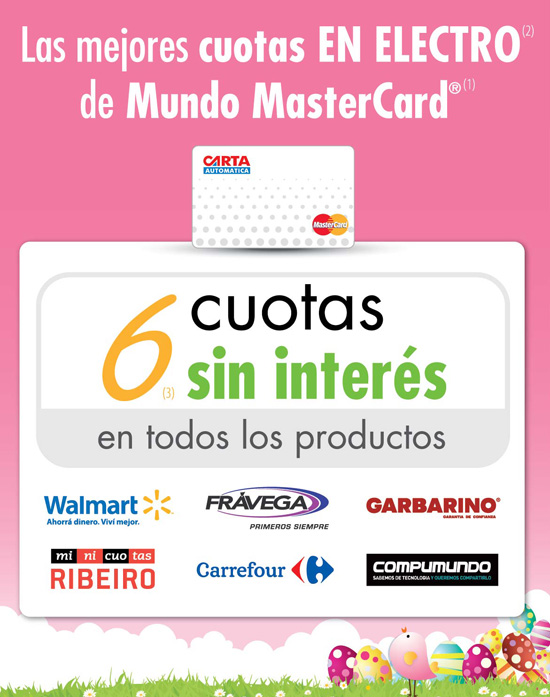 Las mejores cuotas EN ELECTRO(2)
de Mundo MasterCard®(1)
CARTA
AUTOMATICA
MasterCard
6 cuotas
(3) sin interés
en todos los productos
Walmart
Ahorrá dinero. Viví mejor.
FRÁVEGA
PRIMEROS SIEMPRE
GARBARINO®
GARANTIA DE CONFIANZA
mi ni cuo tas
RIBEIRO
Carrefour
COMPUMUNDO
SABEMOS DE TECNOLOGIA Y QUEREMOS COMPARTIRLO